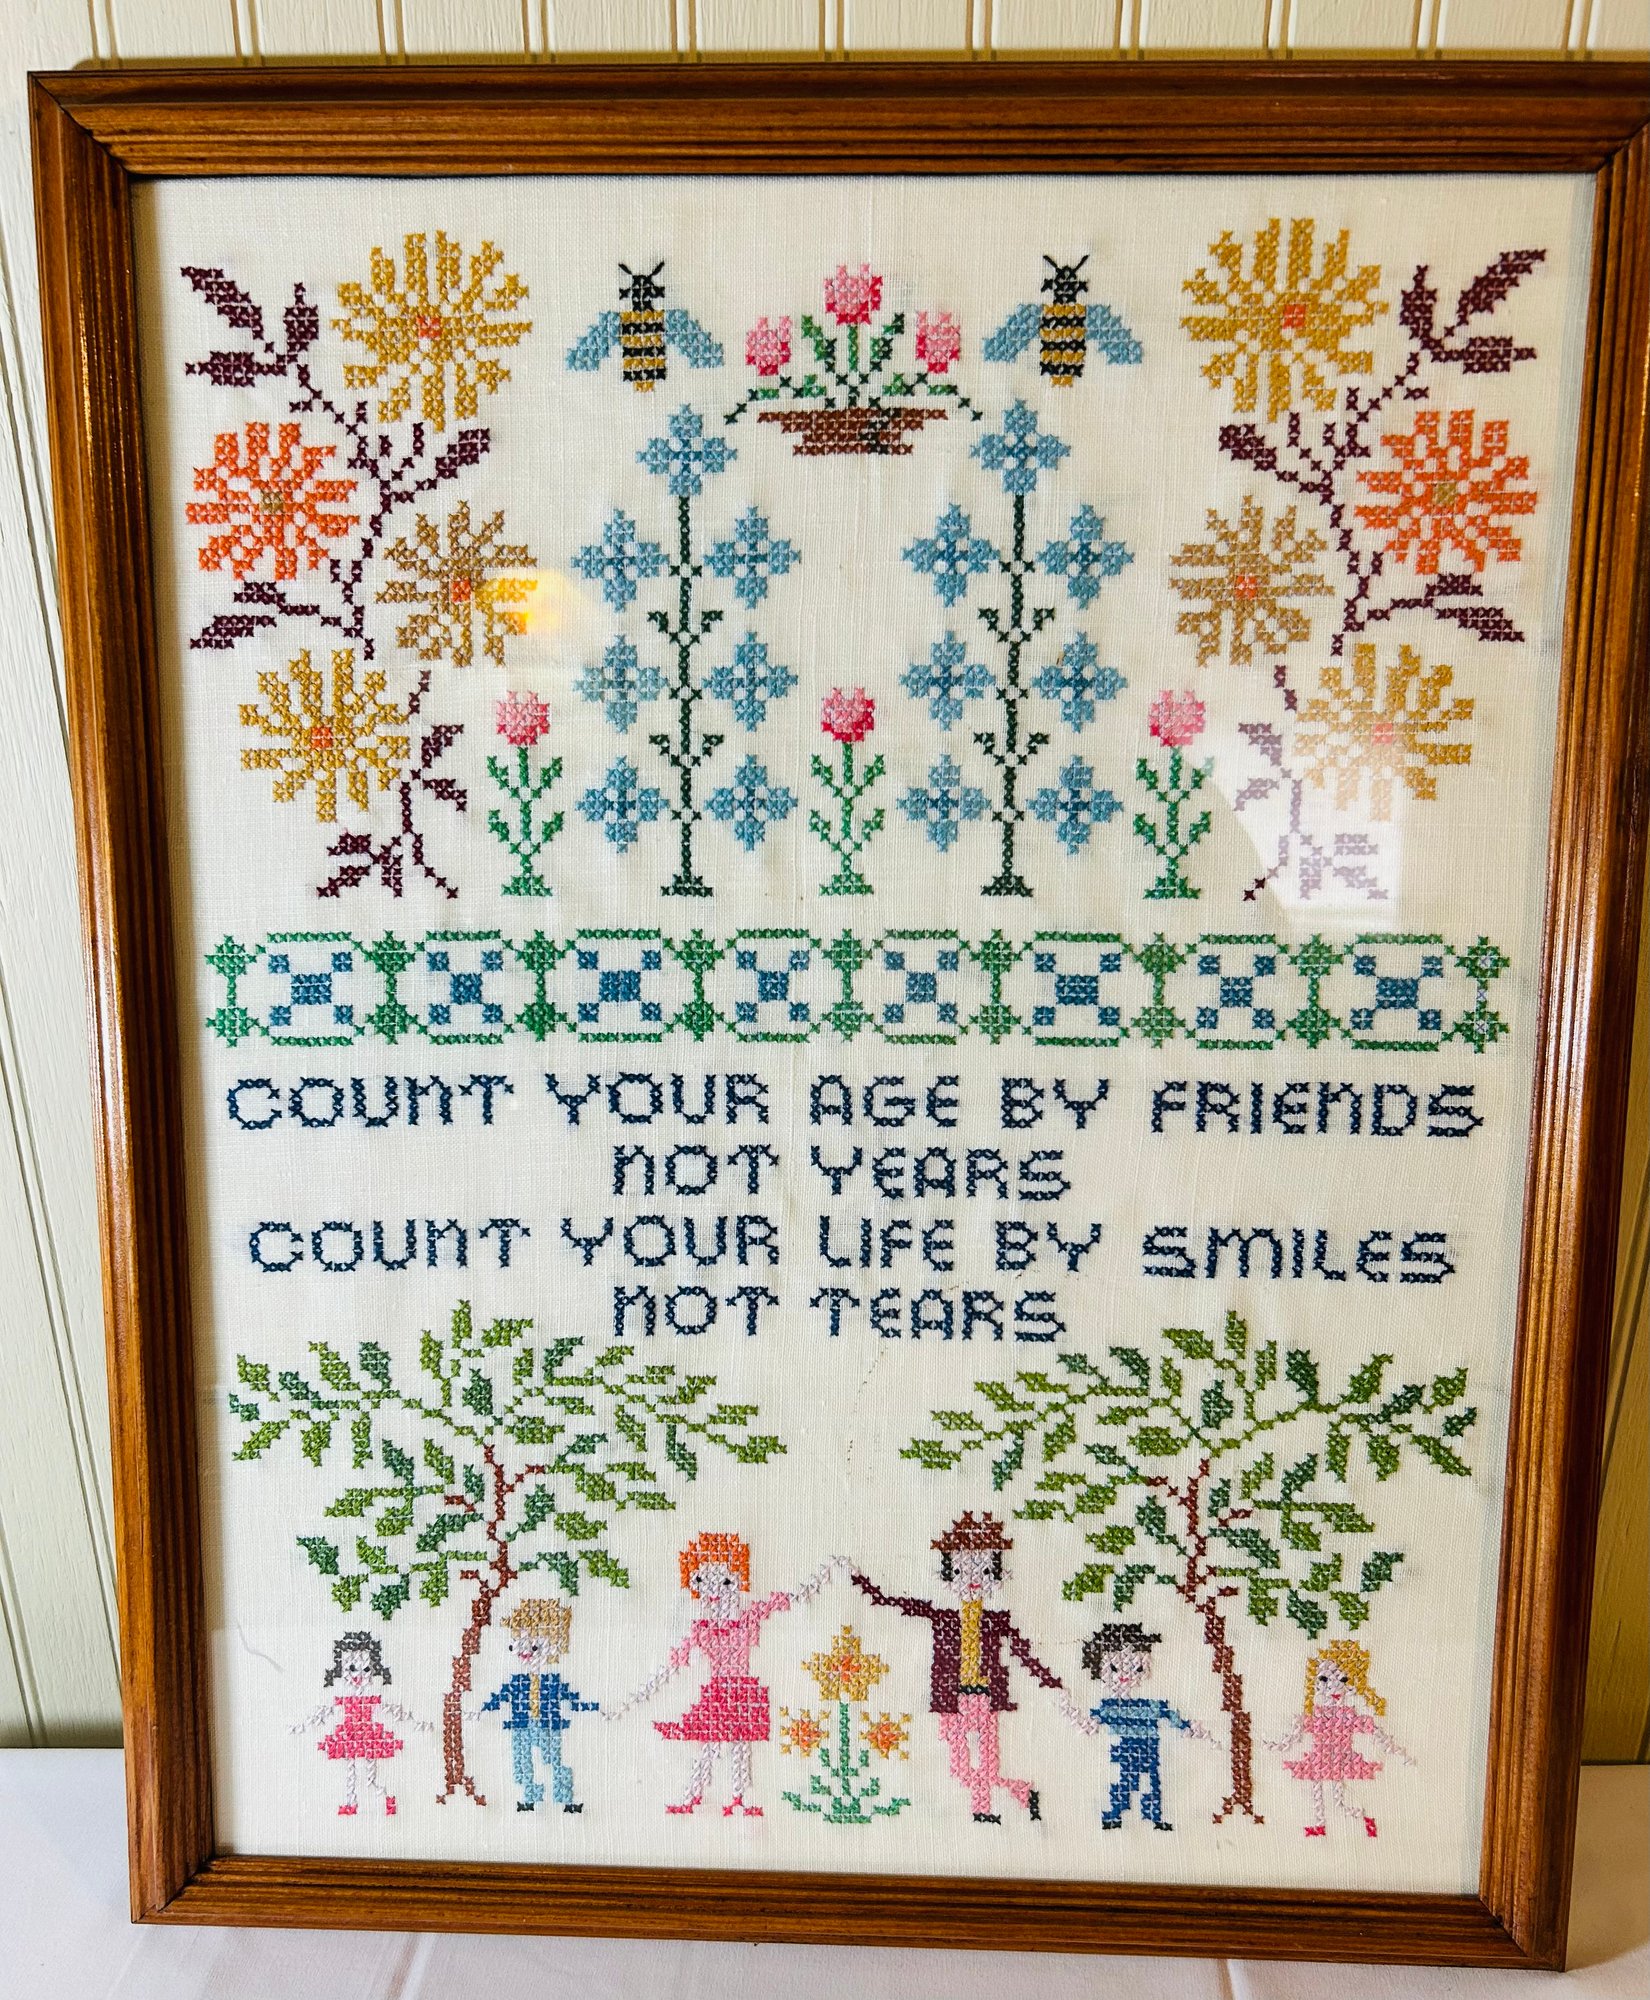 COUNT YOUR AGE BY FRIENDS
NOT YEARS
COUNT YOUR LIFE BY SMILES
NOT TEARS